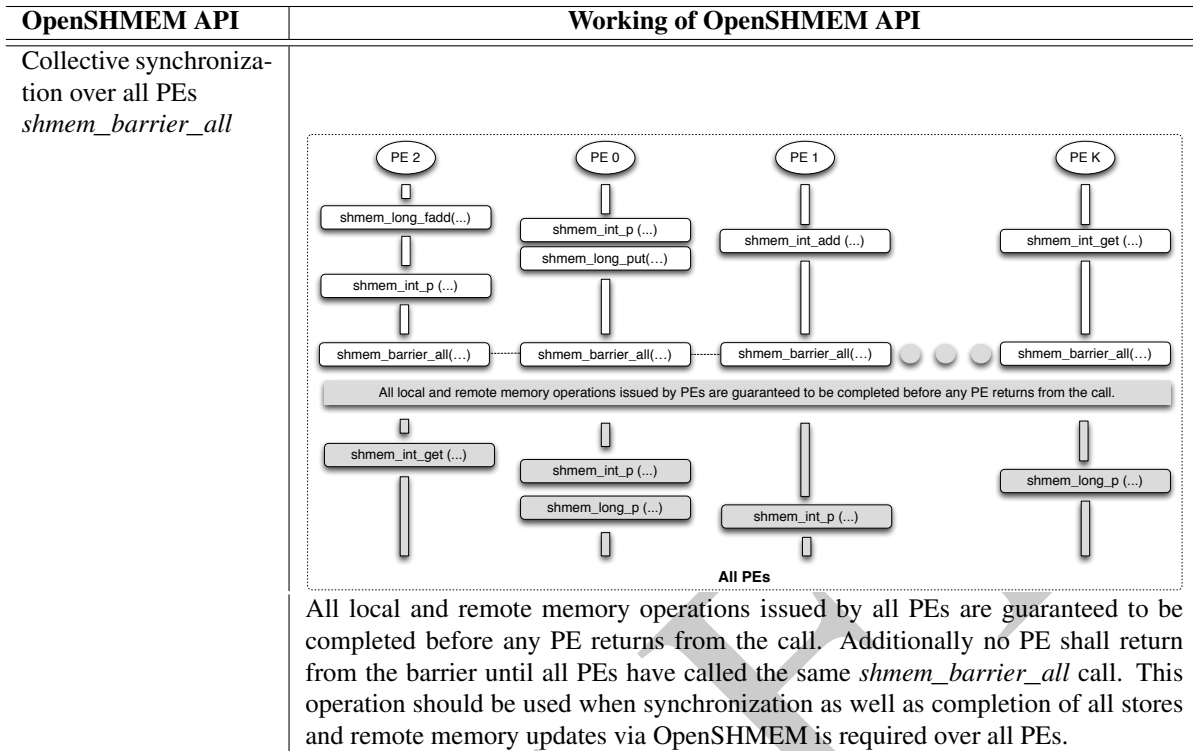 OpenSHMEM API
Working of OpenSHMEM API
Collective synchroniza-
tion over all PEs
shmem_barrier_all
PE 2
PE 0
PE 1
PE K
shmem_long_fadd(...)
shmem_int_p (...)
shmem_int_add (...)
shmem_int_get (...)
shmem_long_put(…)
shmem_int_p (...)
shmem_barrier_all(…)
shmem_barrier_all(…)
shmem_barrier_all(…)
shmem_barrier_all(…)
All local and remote memory operations issued by PEs are guaranteed to be completed before any PE returns from the call.
shmem_int_get (...)
shmem_int_p (...)
shmem_long_p (...)
shmem_long_p (...)
shmem_int_p (...)
All PEs
All local and remote memory operations issued by all PEs are guaranteed to be
completed before any PE returns from the call. Additionally no PE shall return
from the barrier until all PEs have called the same shmem_barrier_all call. This
operation should be used when synchronization as well as completion of all stores
and remote memory updates via OpenSHMEM is required over all PEs.